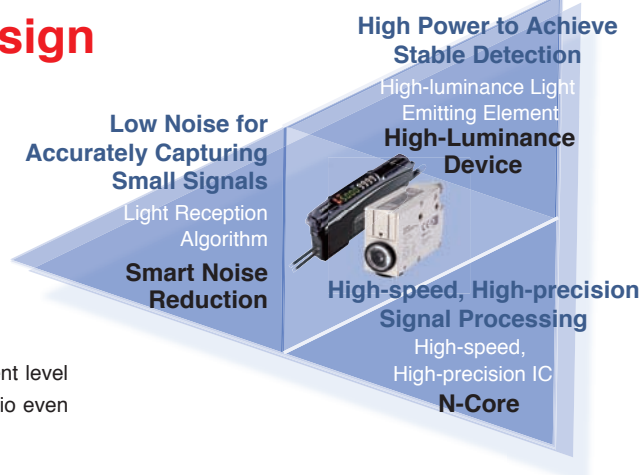 sign
High Power to Achieve
Stable Detection
High-luminance Light
Emitting Element
High-Luminance
Device
Low Noise for
Accurately Capturing
Small Signals
Light Reception
Algorithm
Smart Noise
Reduction
High-speed, High-precision
Signal Processing
High-speed,
High-precision IC
N-Core
nt level
io even